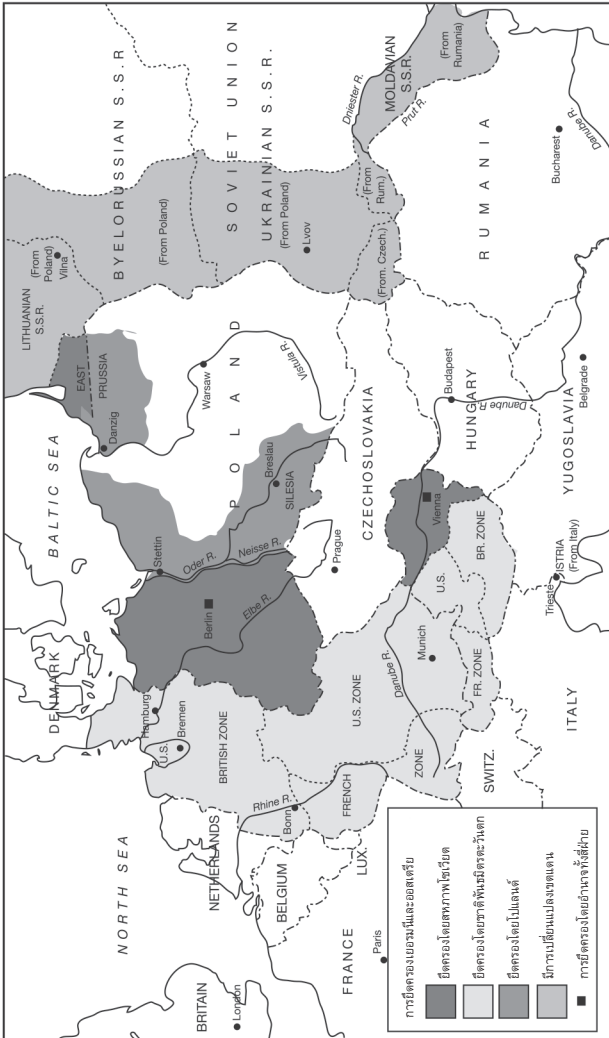 NORTH SEA
BALTIC SEA
DENMARK
BRITAIN
London
NETHERLANDS
BELGIUM
LUX.
FRANCE
Paris
Hamburg
U.S.
Bremen
BRITISH ZONE
Rhine R.
Bonn
FRENCH
ZONE
U.S. ZONE
Berlin
Elbe R.
Stettin
Oder R.
Neisse R.
Breslau
SILESIA
POLAND
Danzig
EAST
PRUSSIA
Warsaw
Vistula R.
LITHUANIAN
S.S.R.
(From
Poland)
Vilna
BYELORUSSIAN S.S.R
(From Poland)
SOVIET UNION
UKRAINIAN S.S.R.
(From Poland)
Lvov
Prague
CZECHOSLOVAKIA
(From. Czech.)
(From
Rum.)
Dniester R.
MOLDAVIAN
S.S.R.
(From
Rumania)
Prut R.
RUMANIA
Bucharest
Danube R.
Danube R.
Munich
FR. ZONE
U.S.
BR. ZONE
Vienna
SWITZ.
ITALY
Trieste
ISTRIA
(From Italy)
HUNGARY
Budapest
Danube R.
YUGOSLAVIA
Belgrade
การยึดครองเยอรมนีและออสเตรีย
ยึดครองโดยสหภาพโซเวียต
ยึดครองโดยชาติพันธมิตรตะวันตก
ยึดครองโดยโปแลนด์
มีการเปลี่ยนแปลงเขตแดน
การยึดครองโดยอำนาจทั้งสี่ฝ่าย